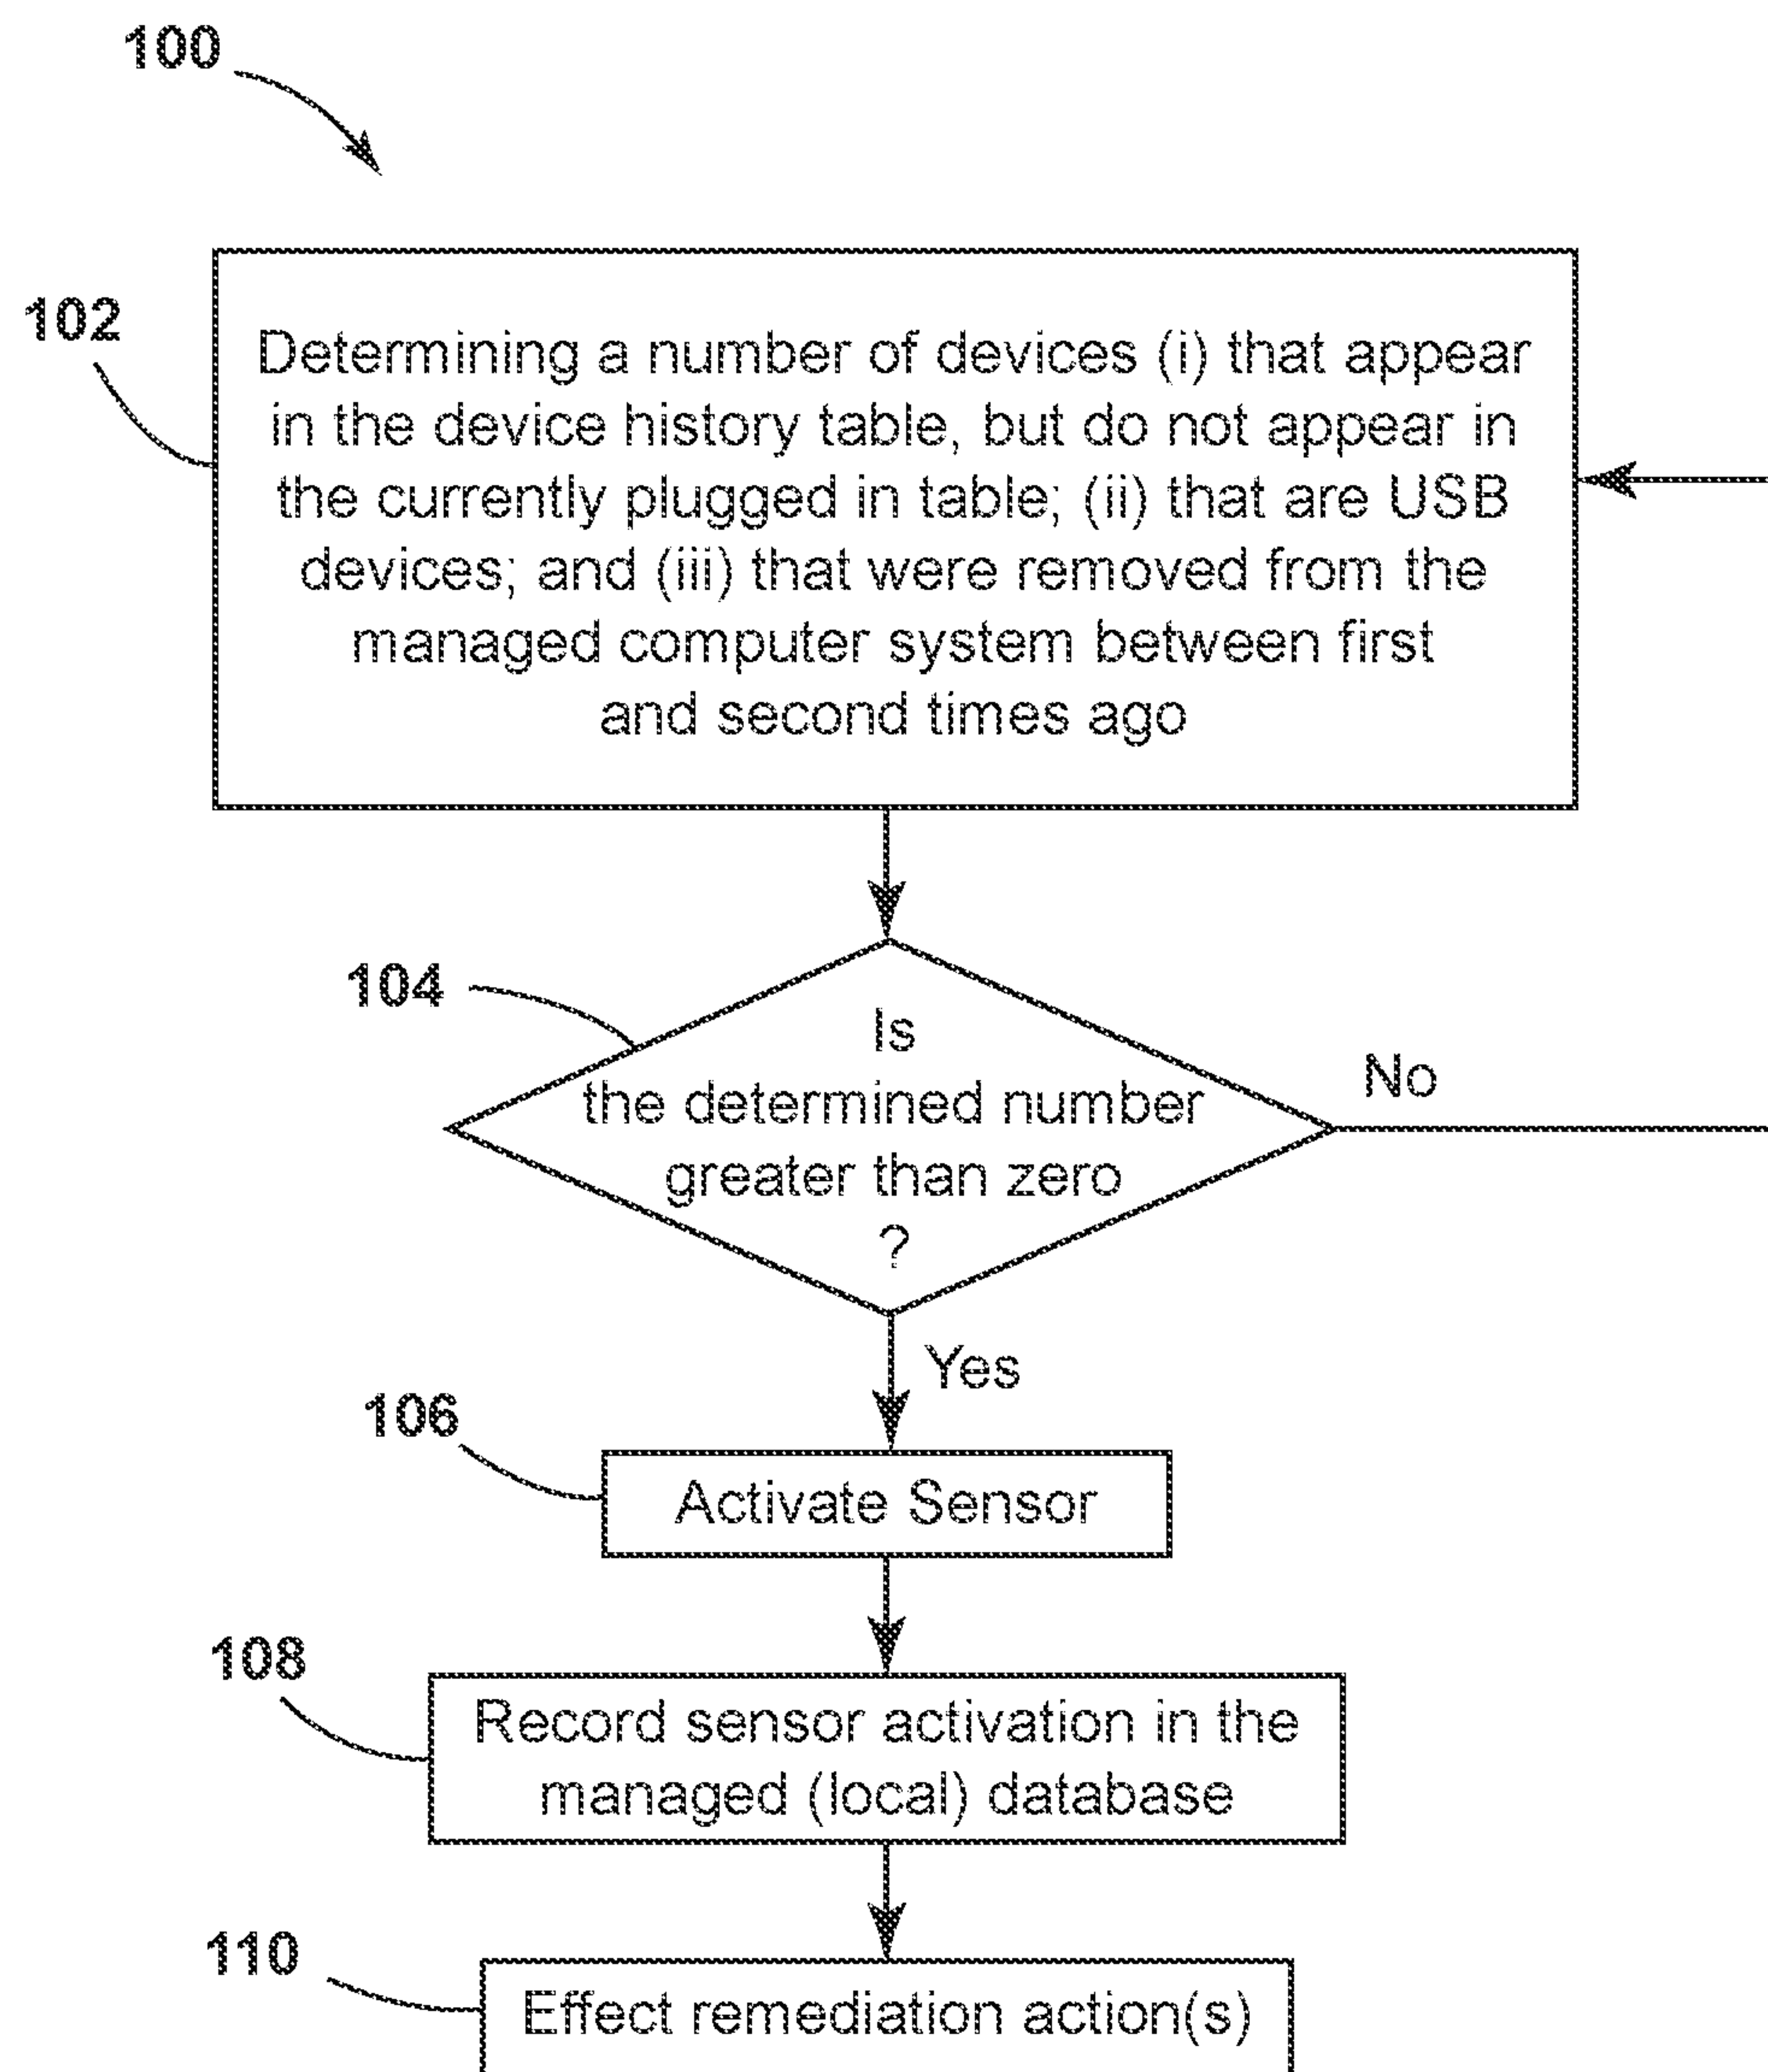 100
102
Determining a number of devices (i) that appear
in the device history table, but do not appear in
the currently plugged in table; (ii) that are USB
devices; and (iii) that were removed from the
managed computer system between first
and second times ago
104
Is
the determined number
greater than zero
?
No
Yes
106
Activate Sensor
108
Record sensor activation in the
managed (local) database
110
Effect remediation action(s)